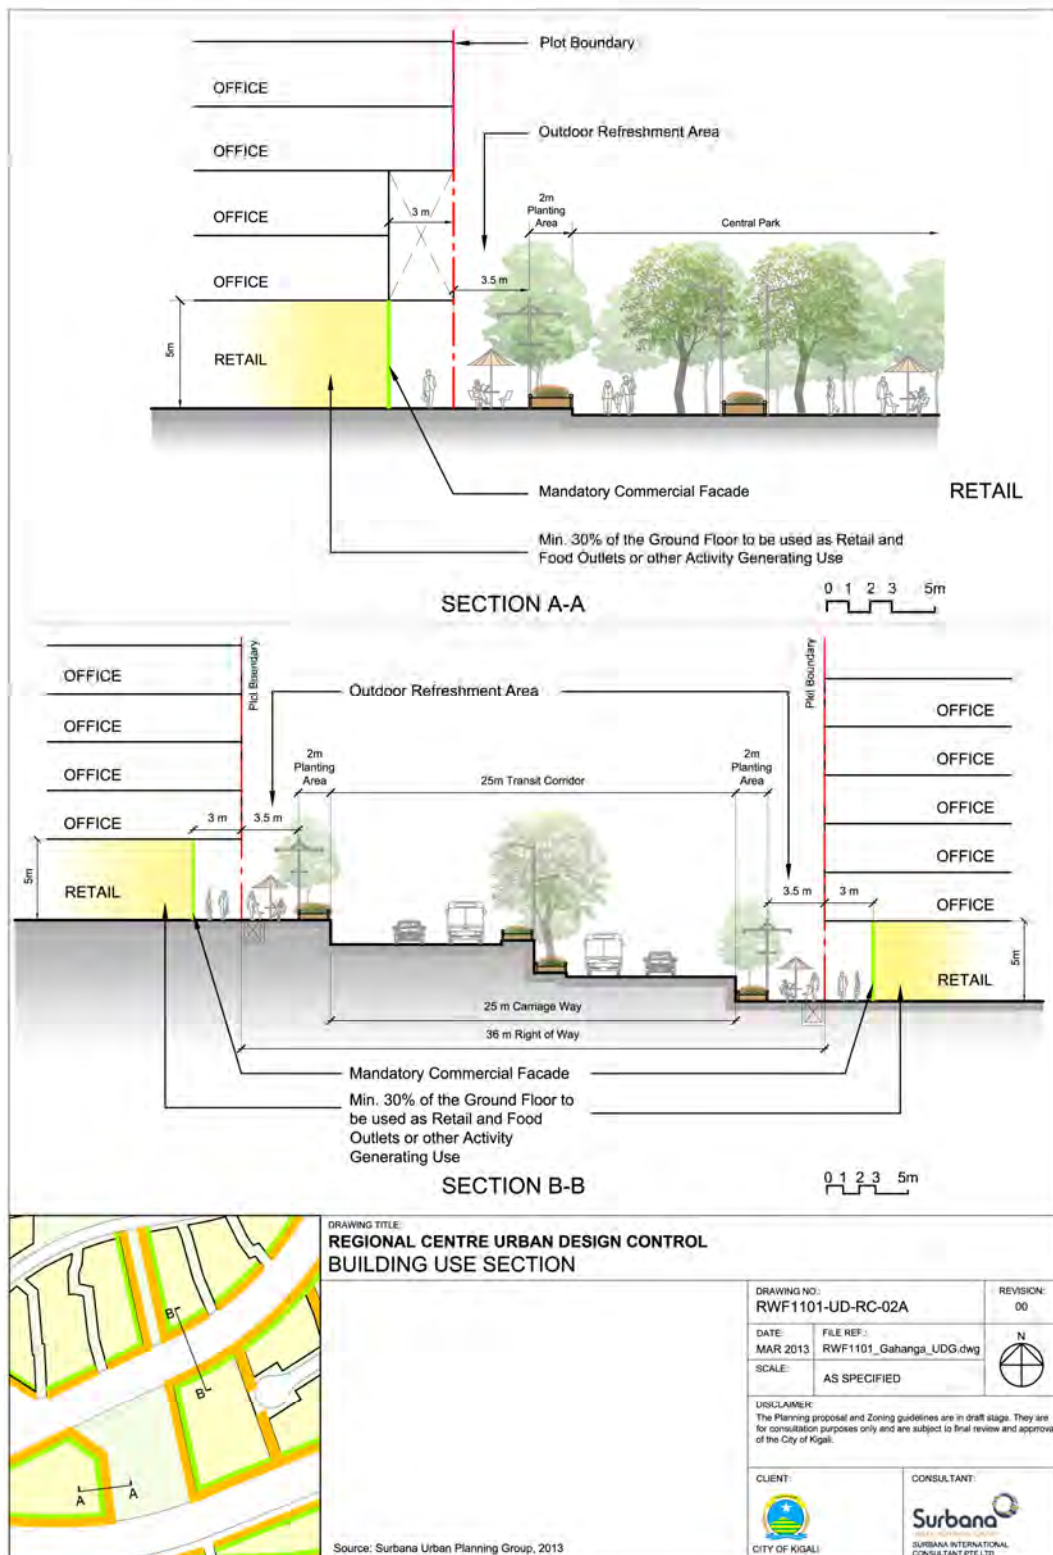 Plot Boundary
OFFICE
Outdoor Refreshment Area
OFFICE
2m
Planting
Area
Central Park
OFFICE
3 m
OFFICE
3.5 m
5m
RETAIL
Mandatory Commercial Facade
RETAIL
Min. 30% of the Ground Floor to be used as Retail and
Food Outlets or other Activity Generating Use
SECTION A-A
0 1 2 3 5m
Plot Boundary
Plot Boundary
OFFICE
Outdoor Refreshment Area
OFFICE
OFFICE
OFFICE
2m
Planting
Area
25m Transit Corridor
2m
Planting
Area
OFFICE
OFFICE
OFFICE
3 m
3.5 m
OFFICE
5m
RETAIL
3.5 m
3 m
OFFICE
5m
RETAIL
25 m Carriage Way
36 m Right of Way
Mandatory Commercial Facade
Min. 30% of the Ground Floor to
be used as Retail and Food
Outlets or other Activity
Generating Use
SECTION B-B
0 1 2 3 5m
B
B
A
A
DRAWING TITLE:
REGIONAL CENTRE URBAN DESIGN CONTROL
BUILDING USE SECTION
DRAWING NO.:
RWF1101-UD-RC-02A
REVISION:
00
DATE:
MAR 2013
FILE REF.:
RWF1101_Gahanga_UDG.dwg
N
SCALE:
AS SPECIFIED
DISCLAIMER:
The Planning proposal and Zoning guidelines are in draft stage. They are
for consultation purposes only and are subject to final review and approva
of the City of Kigali.
CLIENT:
CITY OF KIGALI
CONSULTANT:
Surbana
SURBANA INTERNATIONAL
CONSULTANT PTE LTD
Source: Surbana Urban Planning Group, 2013